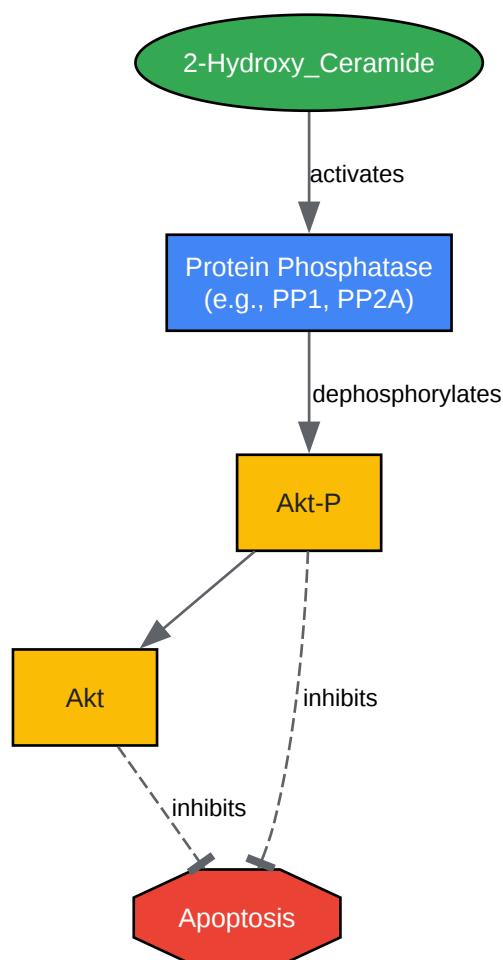 2-Hydroxy_Ceramide
activates
Protein Phosphatase
(e.g., PP1, PP2A)
dephosphorylates
Akt-P
Akt
inhibits
inhibits
Apoptosis